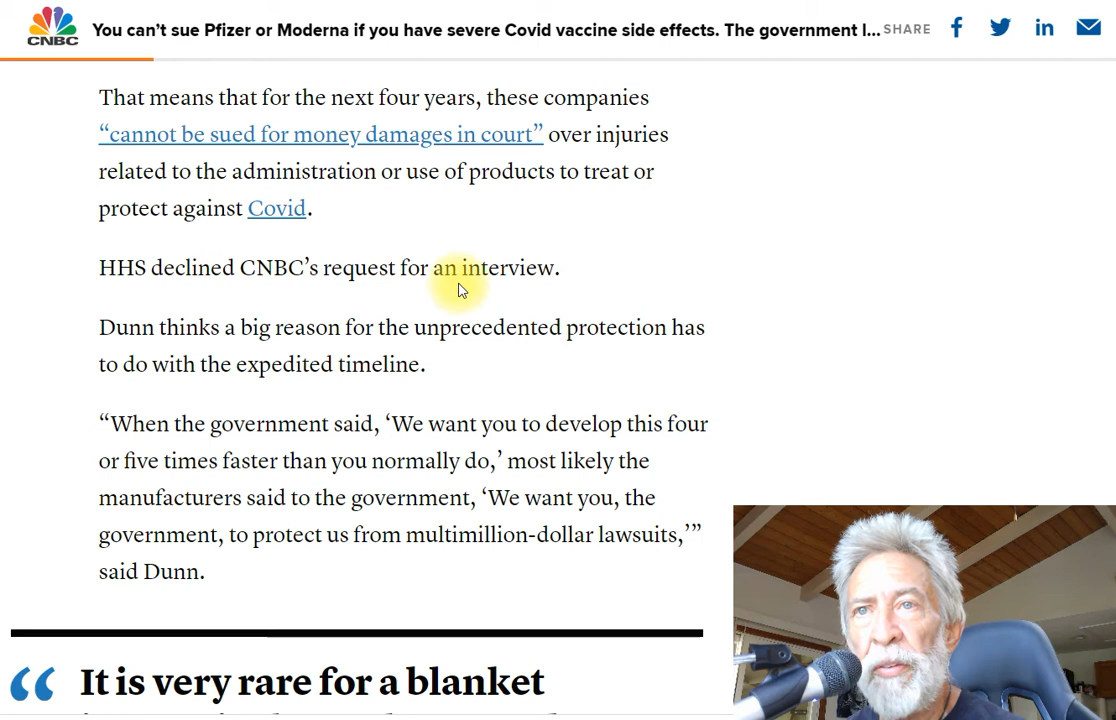 CNBC
You can’t sue Pfizer or Moderna if you have severe Covid vaccine side effects. The government l...
SHARE
That means that for the next four years, these companies
“cannot be sued for money damages in court” over injuries
related to the administration or use of products to treat or
protect against Covid.
HHS declined CNBC’s request for an interview.
Dunn thinks a big reason for the unprecedented protection has
to do with the expedited timeline.
“When the government said, ‘We want you to develop this four
or five times faster than you normally do,’ most likely the
manufacturers said to the government, ‘We want you, the
government, to protect us from multimillion-dollar lawsuits,’”
said Dunn.
“ It is very rare for a blanket